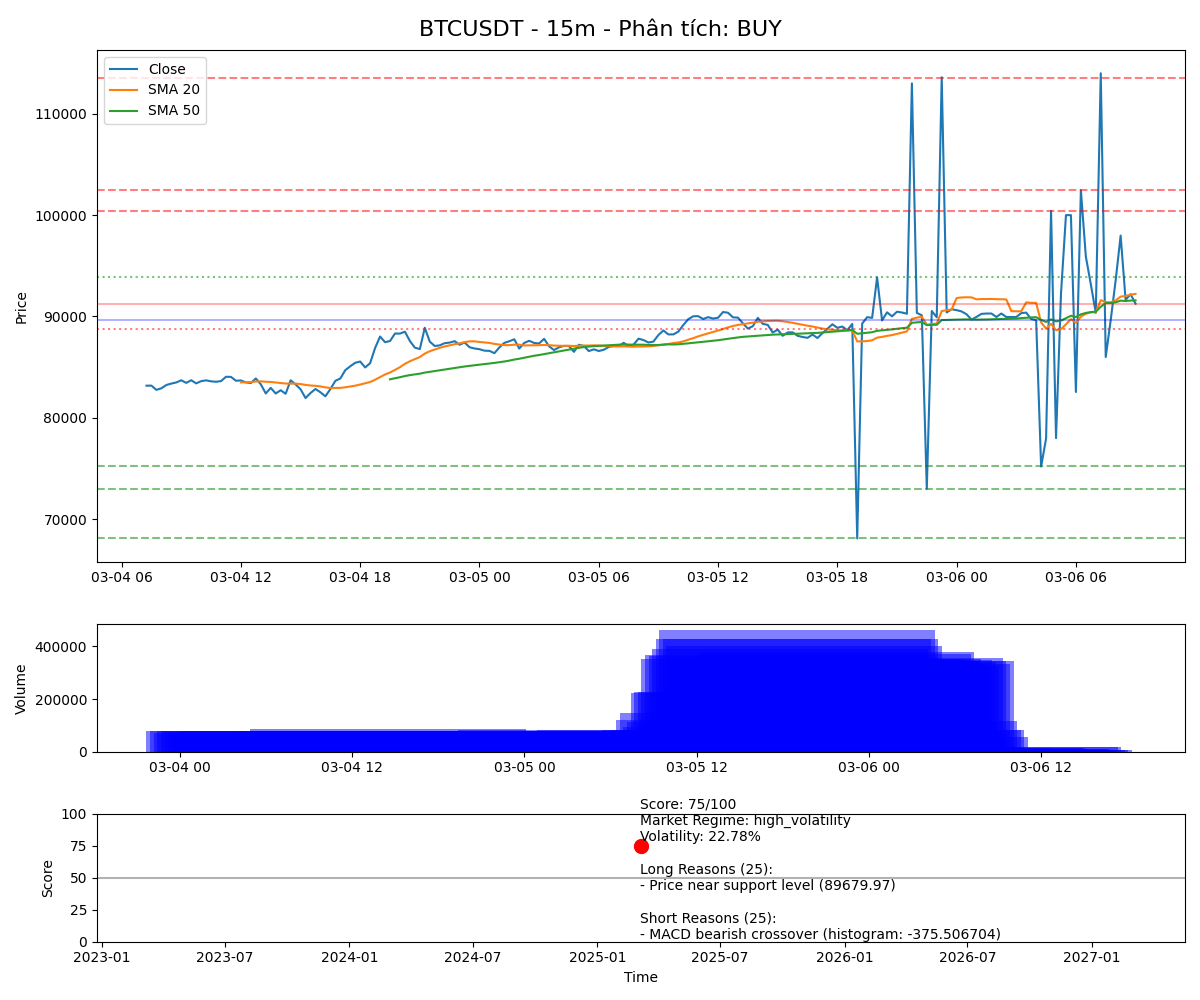 BTCUSDT - 15m - Phân tích: BUY
Close
SMA 20
SMA 50
Price
110000
100000
90000
80000
70000
03-04 06
03-04 12
03-04 18
03-05 00
03-05 06
03-05 12
03-05 18
03-06 00
03-06 06
Volume
400000
200000
0
03-04 00
03-04 12
03-05 00
03-05 12
03-06 00
03-06 12
Score
100
75
50
25
0
Score: 75/100
Market Regime: high_volatility
Volatility: 22.78%
Long Reasons (25):
- Price near support level (89679.97)
Short Reasons (25):
- MACD bearish crossover (histogram: -375.506704)
2023-01
2023-07
2024-01
2024-07
2025-01
2025-07
2026-01
2026-07
2027-01
Time